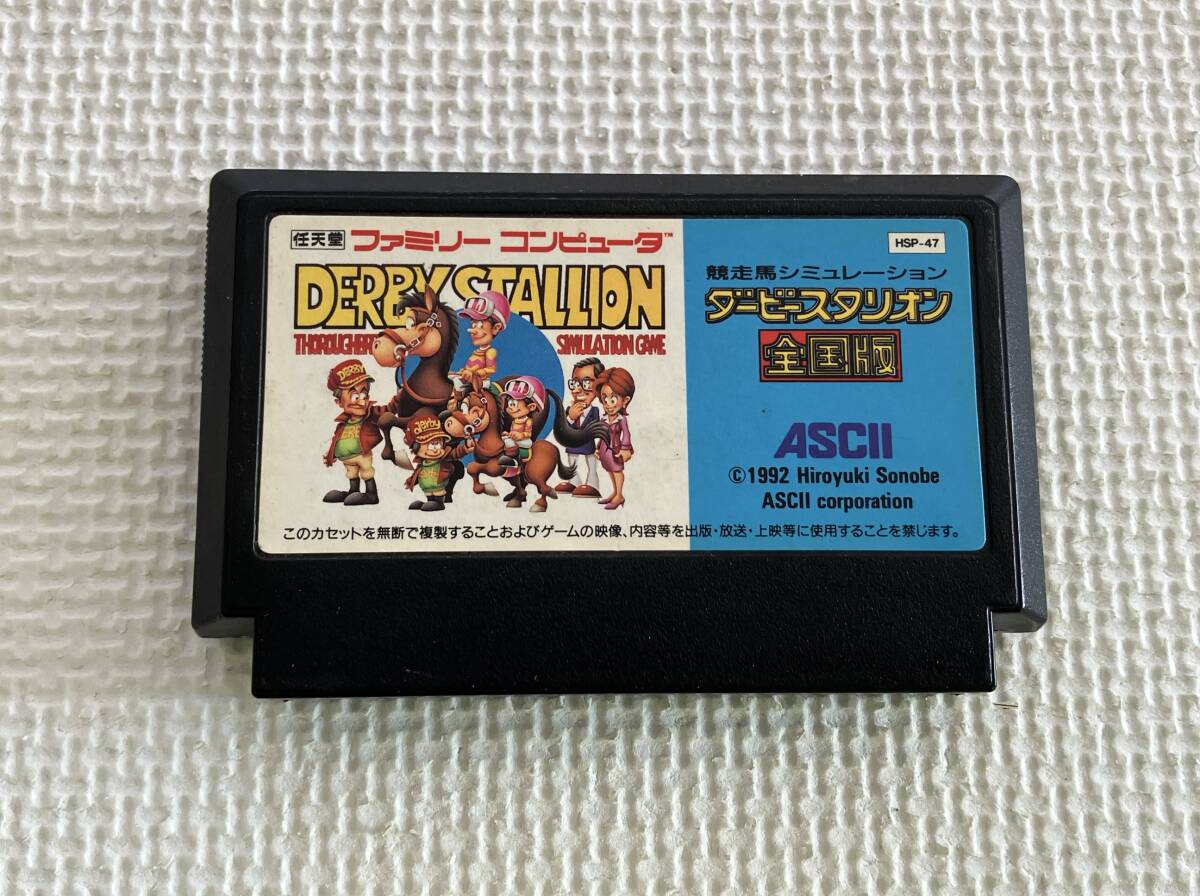 任天堂 ファミリー コンピュータ™
DERBY STALLION
THOROUGHBR SIMULATION GAME
DERBY
derby
HSP-47
競走馬シミュレーション
ダービースタリオン
全国版
ASCII
©1992 Hiroyuki Sonobe
ASCII corporation
このカセットを無断で複製することおよびゲームの映像、内容等を出版・放送・上映等に使用することを禁じます。